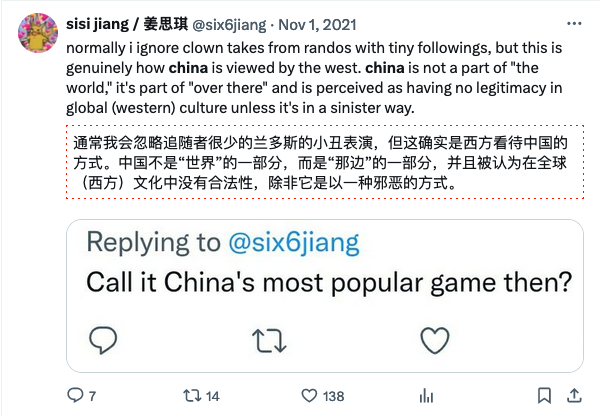 sisi jiang / 姜思琪 @six6jiang · Nov 1, 2021
normally i ignore clown takes from randos with tiny followings, but this is
genuinely how china is viewed by the west. china is not a part of "the
world," it's part of "over there" and is perceived as having no legitimacy in
global (western) culture unless it's in a sinister way.
通常我会忽略追随者很少的兰多斯的小丑表演，但这确实是西方看待中国的
方式。中国不是“世界”的一部分，而是“那边”的一部分，并且被认为在全球
（西方）文化中没有合法性，除非它是以一种邪恶的方式。
Replying to @six6jiang
Call it China's most popular game then?
7 14 138